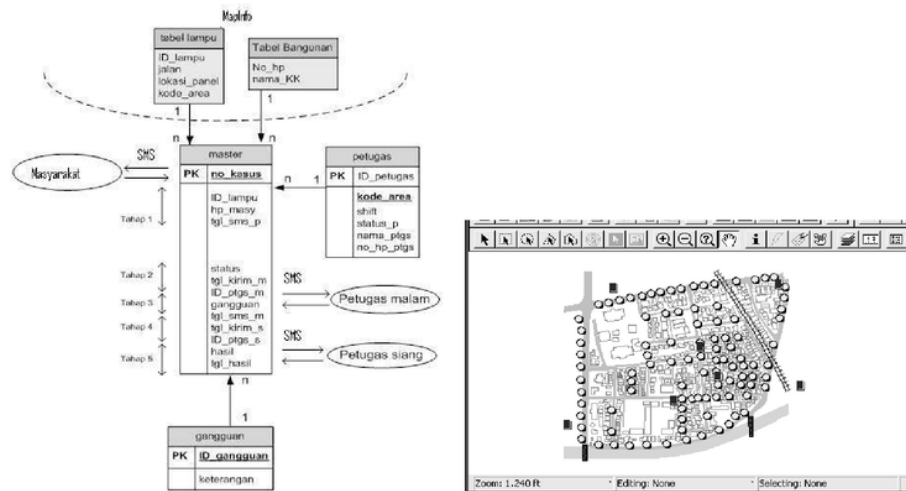 MapInfo
tabel lampu
ID_lampu
jalan
lokasi_panel
kode_area
Tabel Bangunan
No_hp
nama_KK
1
1
n
n
Masyarakat
SMS
master
PK no_kasus
ID_lampu
hp_masy
tgl_sms_p
status
tgl_kirim_m
ID_ptgs_m
gangguan
tgl_sms_m
tgl_kirim_s
ID_ptgs_s
hasil
tgl_hasil
Tahap 1
Tahap 2
Tahap 3
Tahap 4
Tahap 5
n
1
petugas
PK ID_petugas
kode_area
shift
status_p
nama_ptgs
no_hp_ptgs
SMS
Petugas malam
SMS
Petugas siang
n
1
gangguan
PK ID_gangguan
keterangan
Zoom: 1.240 ft
Editing: None
Selecting: None